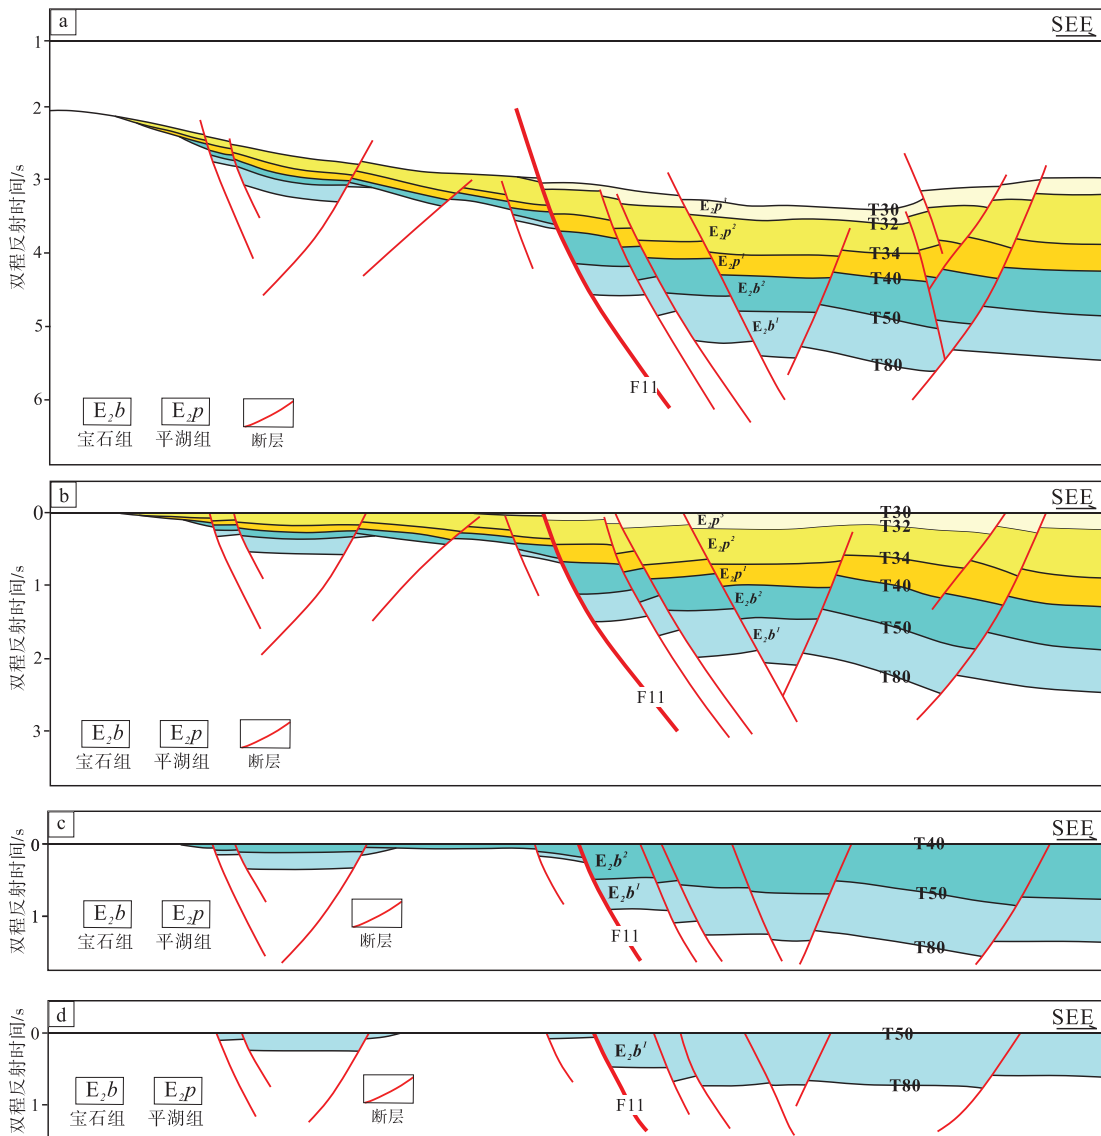 a
SEE
1
2
3
4
5
6
双程反射时间/s
E₂p³
T30
T32
E₂p²
T34
E₂p¹
T40
E₂b²
T50
E₂b¹
T80
F11
E₂b
E₂p
宝石组
平湖组
断层
b
SEE
0
1
2
3
双程反射时间/s
T30
E₂p³
T32
E₂p²
T34
E₂p¹
T40
E₂b²
T50
E₂b¹
T80
F11
E₂b
E₂p
宝石组
平湖组
断层
c
SEE
0
1
双程反射时间/s
T40
E₂b²
E₂b¹
T50
T80
F11
E₂b
E₂p
宝石组
平湖组
断层
d
SEE
0
1
双程反射时间/s
T50
E₂b¹
T80
F11
E₂b
E₂p
宝石组
平湖组
断层